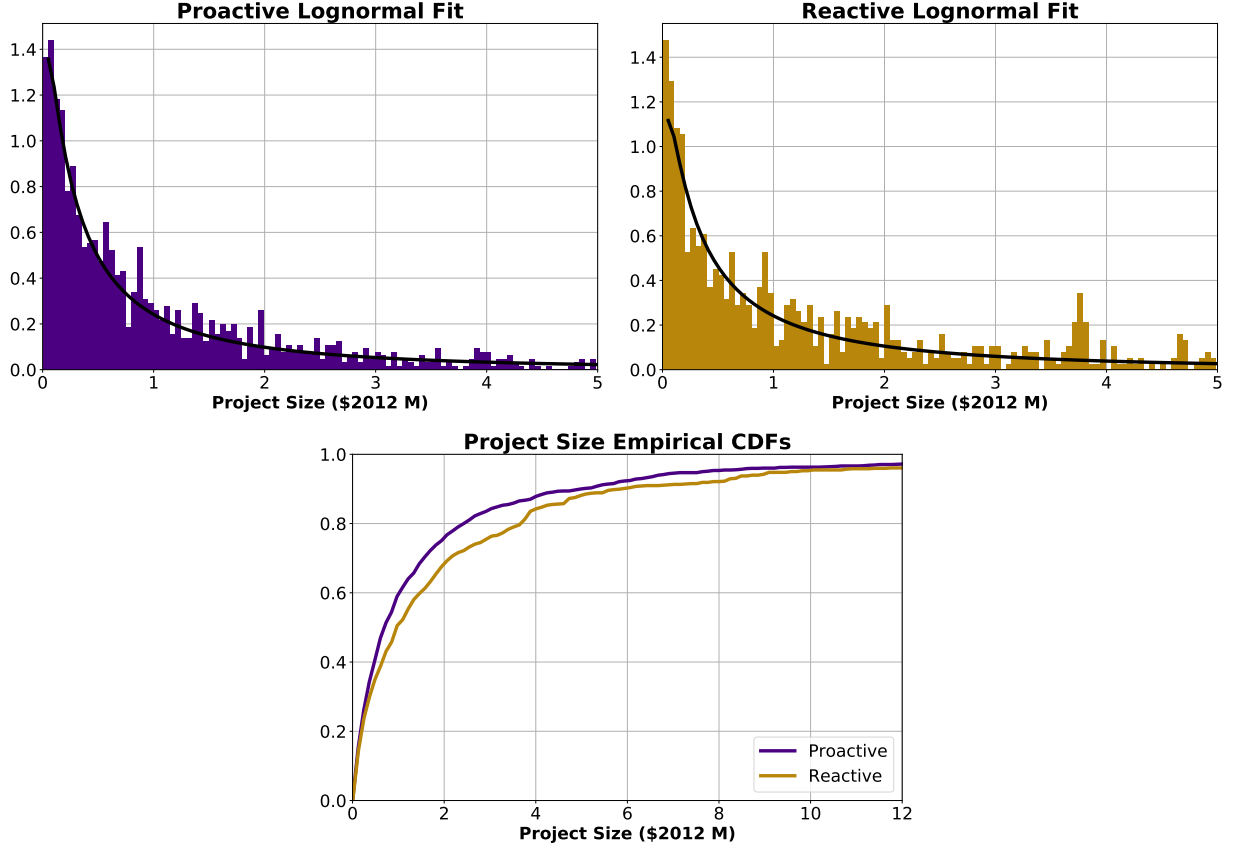 Proactive Lognormal Fit
1.4
1.2
1.0
0.8
0.6
0.4
0.2
0.0
0 1 2 3 4 5
Project Size ($2012 M)
Reactive Lognormal Fit
1.4
1.2
1.0
0.8
0.6
0.4
0.2
0.0
0 1 2 3 4 5
Project Size ($2012 M)
Project Size Empirical CDFs
1.0
0.8
0.6
0.4
0.2
0.0
0 2 4 6 8 10 12
Project Size ($2012 M)
Proactive
Reactive